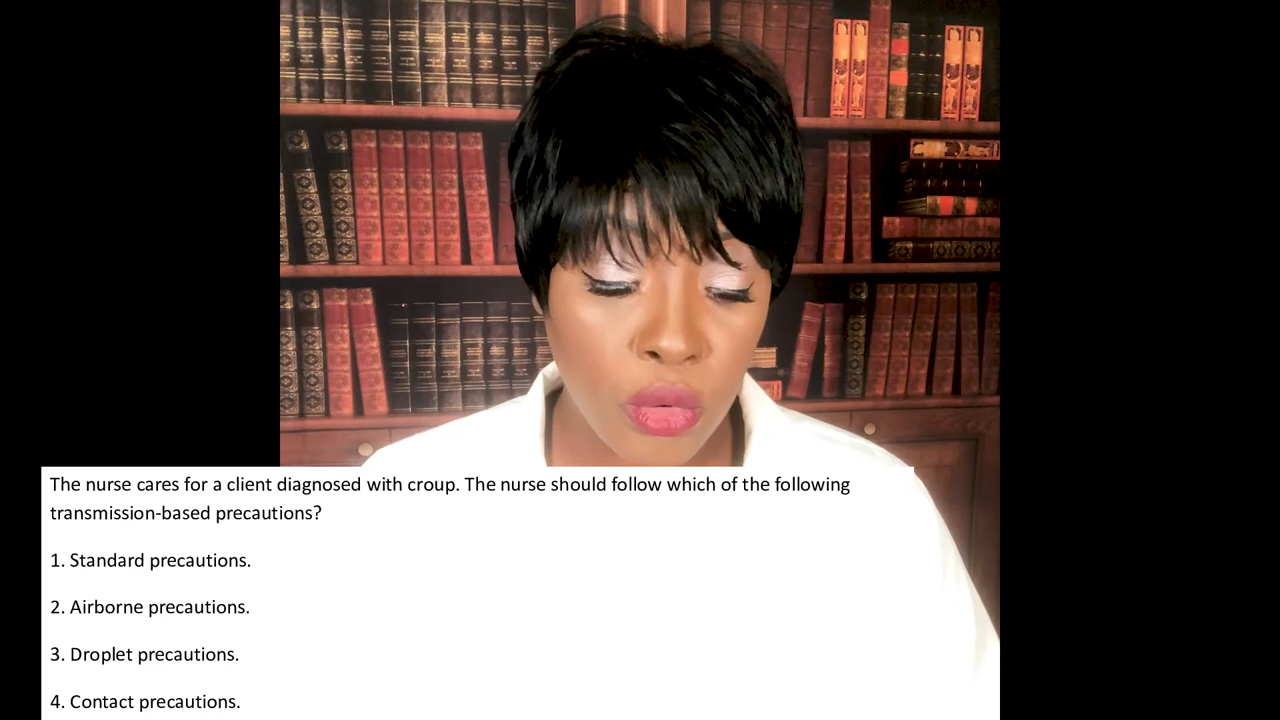 The nurse cares for a client diagnosed with croup. The nurse should follow which of the following
transmission-based precautions?
1. Standard precautions.
2. Airborne precautions.
3. Droplet precautions.
4. Contact precautions.